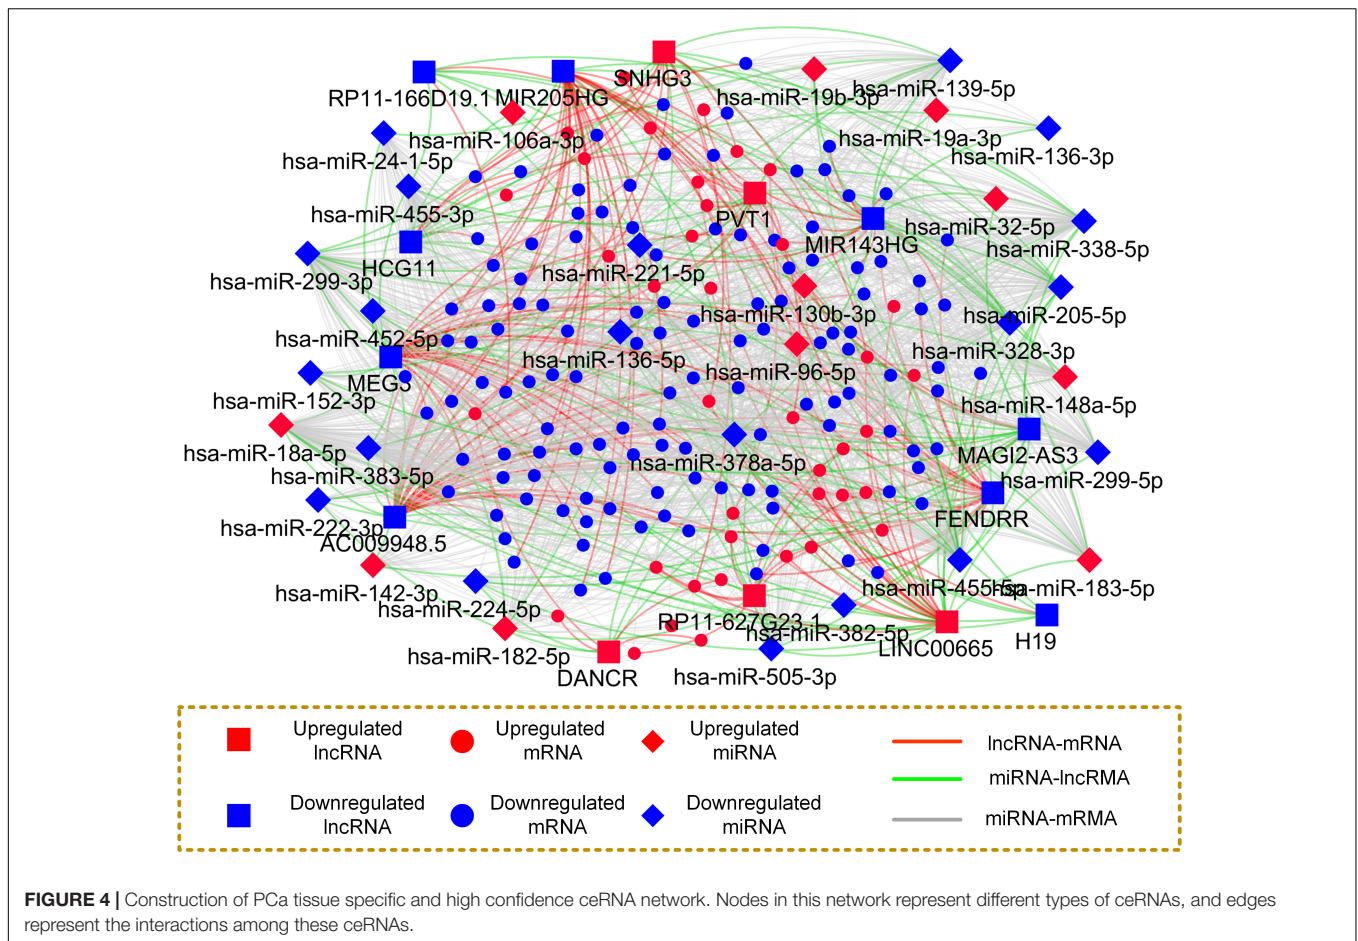 SNHG3
RP11-166D19.1
MIR205HG
hsa-miR-19b-3p
hsa-miR-139-5p
hsa-miR-106a-3p
hsa-miR-19a-3p
hsa-miR-24-1-5p
hsa-miR-136-3p
hsa-miR-455-3p
PVT1
hsa-miR-32-5p
MIR143HG
hsa-miR-338-5p
HCG11
hsa-miR-221-5p
hsa-miR-299-3p
hsa-miR-130b-3p
hsa-miR-205-5p
hsa-miR-452-5p
hsa-miR-136-5p
hsa-miR-328-3p
MEG3
hsa-miR-96-5p
hsa-miR-152-3p
hsa-miR-148a-5p
hsa-miR-18a-5p
MAGI2-AS3
hsa-miR-383-5p
hsa-miR-378a-5p
hsa-miR-299-5p
hsa-miR-222-3p
FENDRR
AC009948.5
hsa-miR-142-3p
hsa-miR-455-5p
hsa-miR-183-5p
hsa-miR-224-5p
RP11-627G23.1
hsa-miR-382-5p
LINC00665
H19
hsa-miR-182-5p
DANCR
hsa-miR-505-3p
Upregulated
lncRNA
Upregulated
mRNA
Upregulated
miRNA
lncRNA-mRNA
miRNA-lncRMA
Downregulated
lncRNA
Downregulated
mRNA
Downregulated
miRNA
miRNA-mRMA
FIGURE 4 | Construction of PCa tissue specific and high confidence ceRNA network. Nodes in this network represent different types of ceRNAs, and edges
represent the interactions among these ceRNAs.